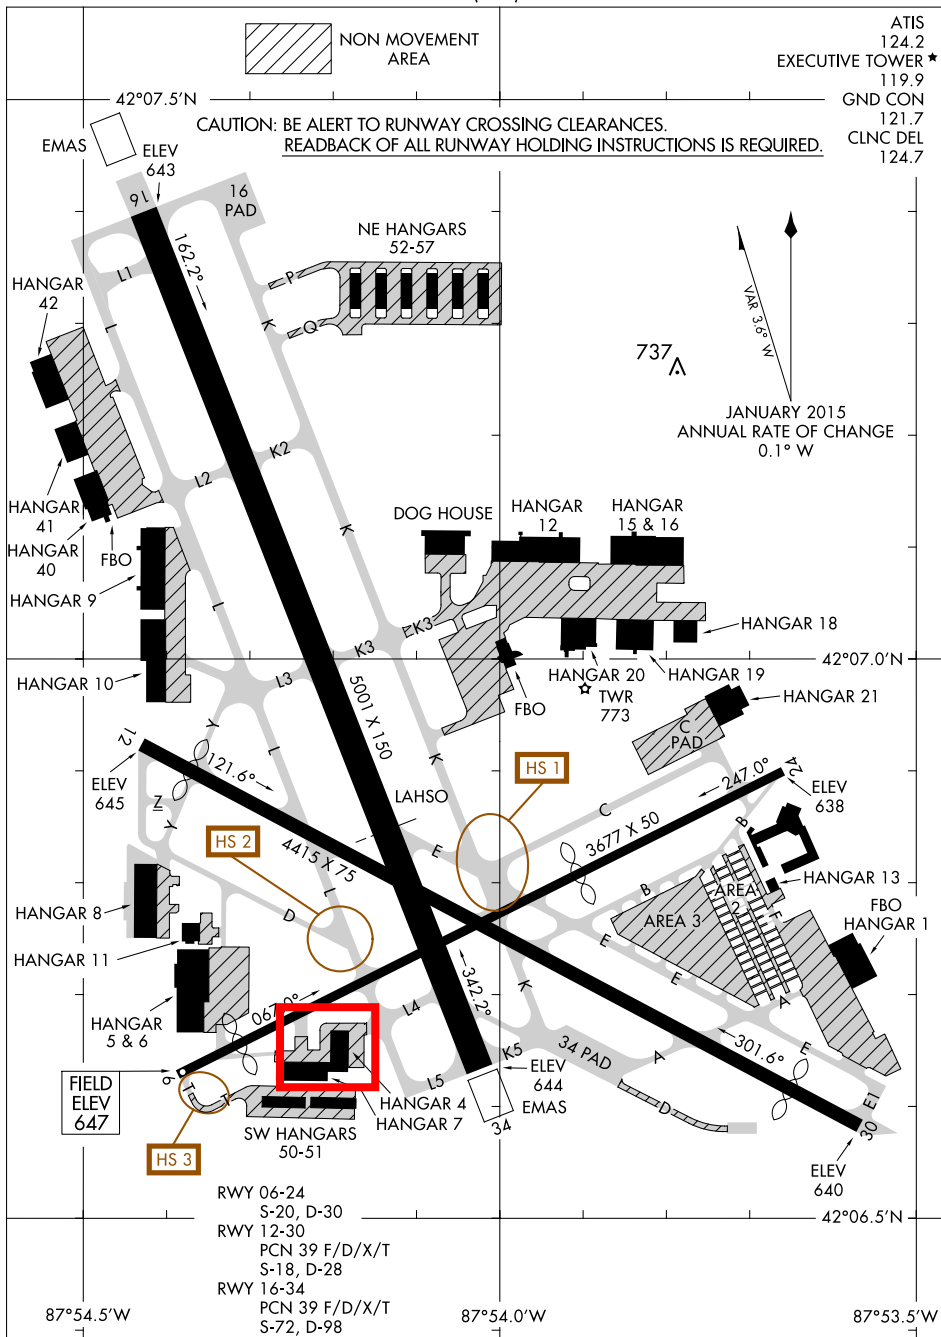 NON MOVEMENT
AREA
ATIS
124.2
EXECUTIVE TOWER
119.9
GND CON
121.7
CLNC DEL
124.7
42°07.5'N
CAUTION: BE ALERT TO RUNWAY CROSSING CLEARANCES.
READBACK OF ALL RUNWAY HOLDING INSTRUCTIONS IS REQUIRED.
EMAS
ELEV
643
16
16
PAD
162.2°
NE HANGARS
52-57
L1
L
P
K
Q
HANGAR
42
737
VAR 3.6° W
JANUARY 2015
ANNUAL RATE OF CHANGE
0.1° W
K2
L2
HANGAR
41
HANGAR
40
FBO
K
DOG HOUSE
HANGAR
12
HANGAR
15 & 16
HANGAR 9
L
K3
K3
HANGAR 18
42°07.0'N
HANGAR 10
L3
5001 X 150
FBO
HANGAR 20
TWR
773
HANGAR 19
HANGAR 21
C
PAD
12
Y
L
K
121.6°
ELEV
645
HS 1
247.0°
24
ELEV
638
Z
Y
LAHSO
C
3677 X 50
HS 2
4415 X 75
E
B
HANGAR 13
HANGAR 8
L
D
B
AREA 3
AREA
2
F
FBO
HANGAR 1
HANGAR 11
E
E
A
HANGAR
5 & 6
067.0°
342.2°
K
L4
301.6°
E
34 PAD
A
K5
ELEV
644
L5
FIELD
ELEV
647
6
T
HANGAR 4
HANGAR 7
EMAS
34
D
E1
30
SW HANGARS
50-51
HS 3
ELEV
640
RWY 06-24
S-20, D-30
RWY 12-30
PCN 39 F/D/X/T
S-18, D-28
RWY 16-34
PCN 39 F/D/X/T
S-72, D-98
42°06.5'N
87°54.5'W
87°54.0'W
87°53.5'W